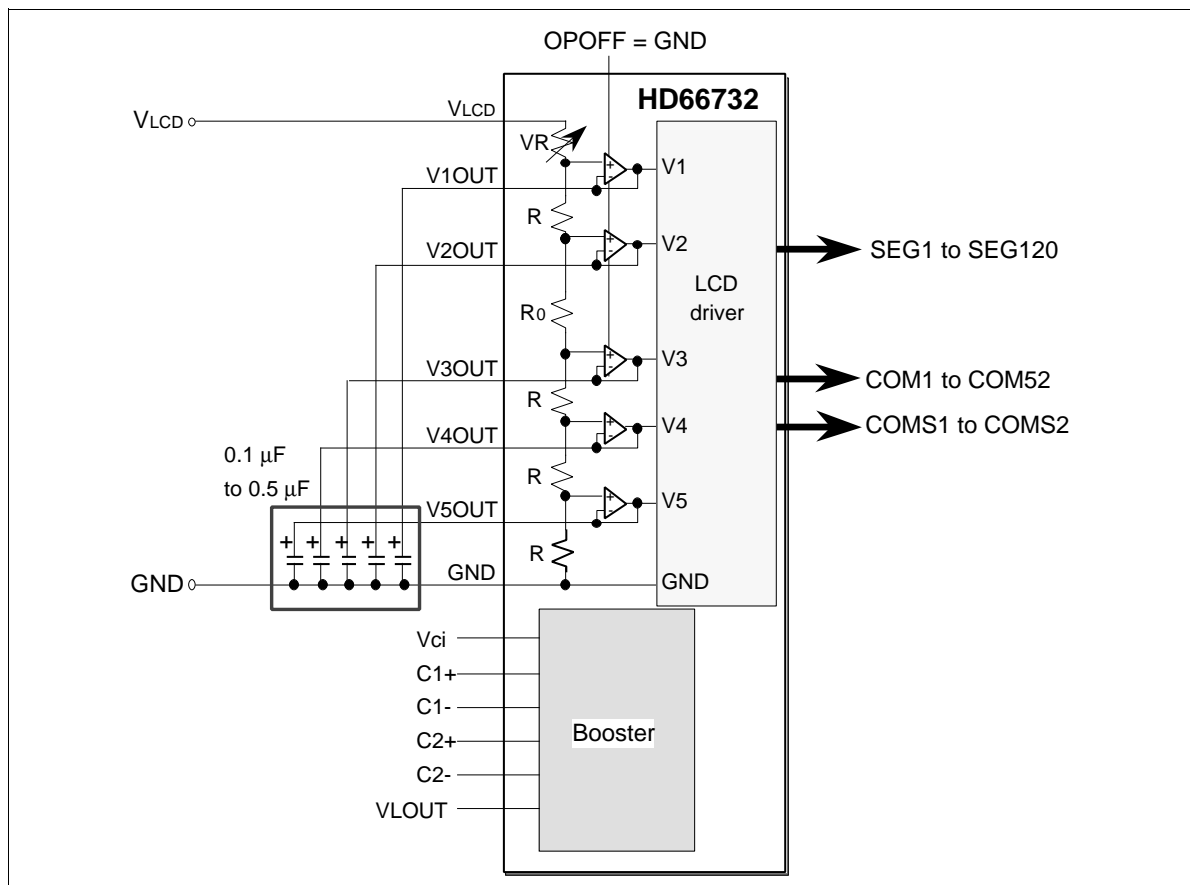 OPOFF = GND
HD66732
VLCD
VLCD
VR
+
-
V1
V1OUT
R
+
-
V2
V2OUT
SEG1 to SEG120
LCD
driver
R0
+
-
V3
V3OUT
COM1 to COM52
R
+
-
V4
V4OUT
COMS1 to COMS2
0.1 μF
to 0.5 μF
R
+
-
V5
V5OUT
+ + + + +
R
GND
GND
GND
Vci
C1+
C1-
C2+
C2-
VLOUT
Booster